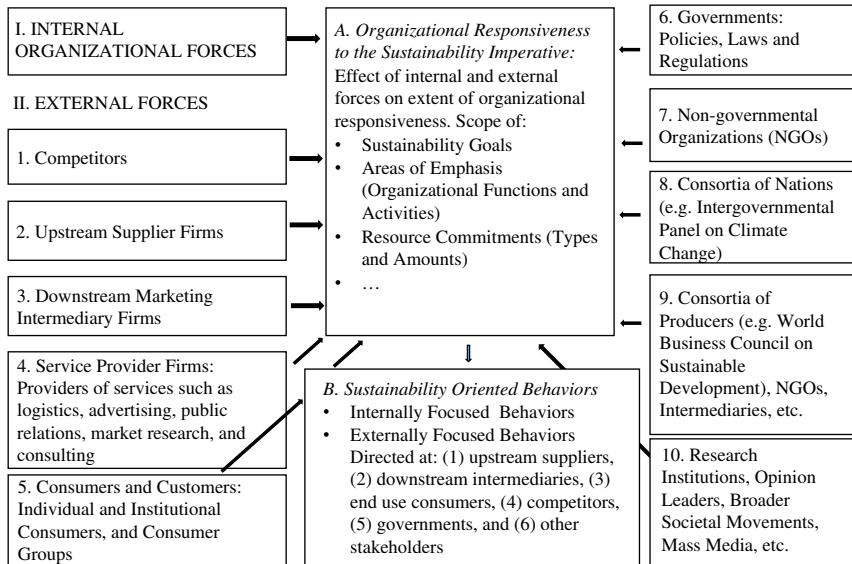 I. INTERNAL
ORGANIZATIONAL FORCES
II. EXTERNAL FORCES
1. Competitors
2. Upstream Supplier Firms
3. Downstream Marketing
Intermediary Firms
4. Service Provider Firms:
Providers of services such as
logistics, advertising, public
relations, market research, and
consulting
5. Consumers and Customers:
Individual and Institutional
Consumers, and Consumer
Groups
A. Organizational Responsiveness
to the Sustainability Imperative:
Effect of internal and external
forces on extent of organizational
responsiveness. Scope of:
• Sustainability Goals
• Areas of Emphasis
(Organizational Functions and
Activities)
• Resource Commitments (Types
and Amounts)
• …
B. Sustainability Oriented Behaviors
• Internally Focused Behaviors
• Externally Focused Behaviors
Directed at: (1) upstream suppliers,
(2) downstream intermediaries, (3)
end use consumers, (4) competitors,
(5) governments, and (6) other
stakeholders
6. Governments:
Policies, Laws and
Regulations
7. Non-governmental
Organizations (NGOs)
8. Consortia of Nations
(e.g. Intergovernmental
Panel on Climate
Change)
9. Consortia of
Producers (e.g. World
Business Council on
Sustainable
Development), NGOs,
Intermediaries, etc.
10. Research
Institutions, Opinion
Leaders, Broader
Societal Movements,
Mass Media, etc.